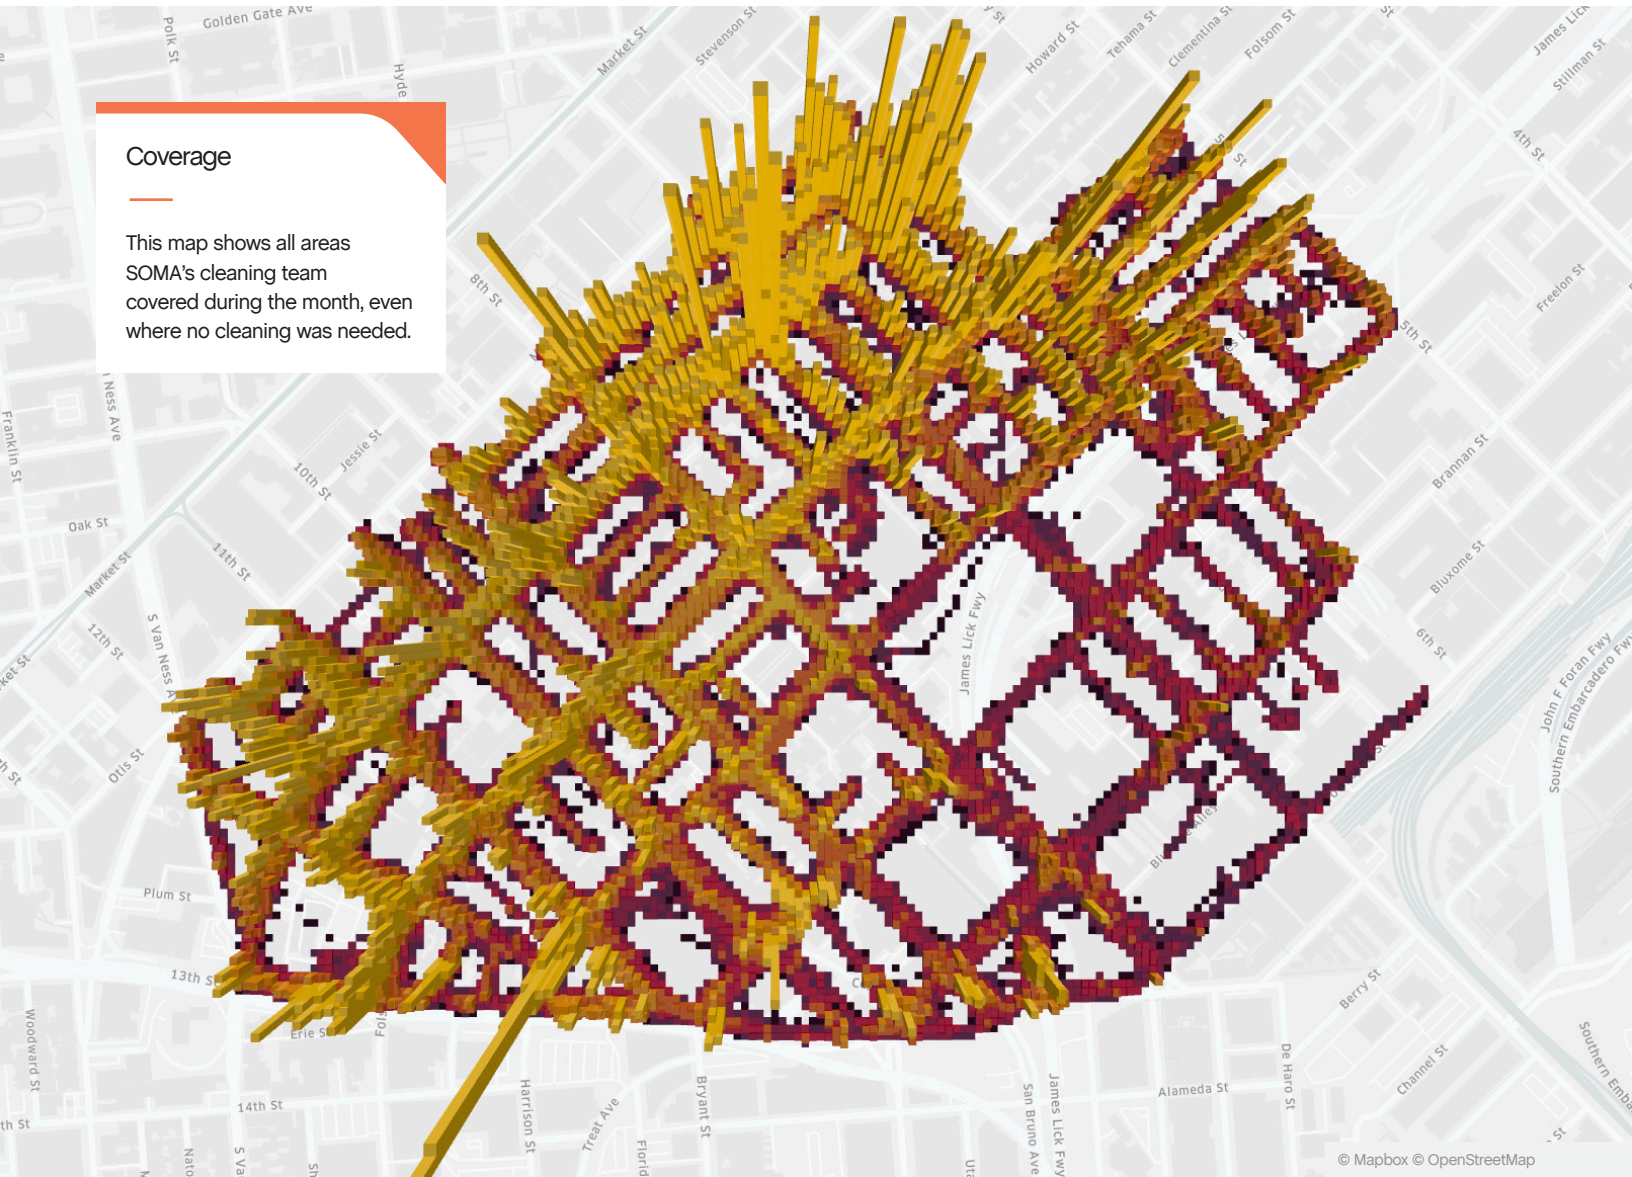 Golden Gate Ave
Polk St
Hyde
Market St
Stevenson St
Howard St
Tehama St
Clementina St
Folsom St
James Lick
Stillman St
4th St
Coverage
This map shows all areas
SOMA's cleaning team
covered during the month, even
where no cleaning was needed.
8th St
Freelon St
5th St
Ness Ave
Franklin St
Jessie St
10th St
Brannan St
Oak St
Market St
11th St
Bluxome St
12th St
S Van Ness A
James Lick Fwy
6th St
John F Foran Fwy
Southern Embarcadero Fwy
Otis St
Plum St
13th St
Erie S
Fols
Woodward St
14th St
Harrison St
Treat Ave
Bryant St
San Bruno Ave
James Lick Fwy
Alameda St
De Haro St
Berry St
Channel St
Southern Emba
Florid
S Va
Nato
© Mapbox © OpenStreetMap